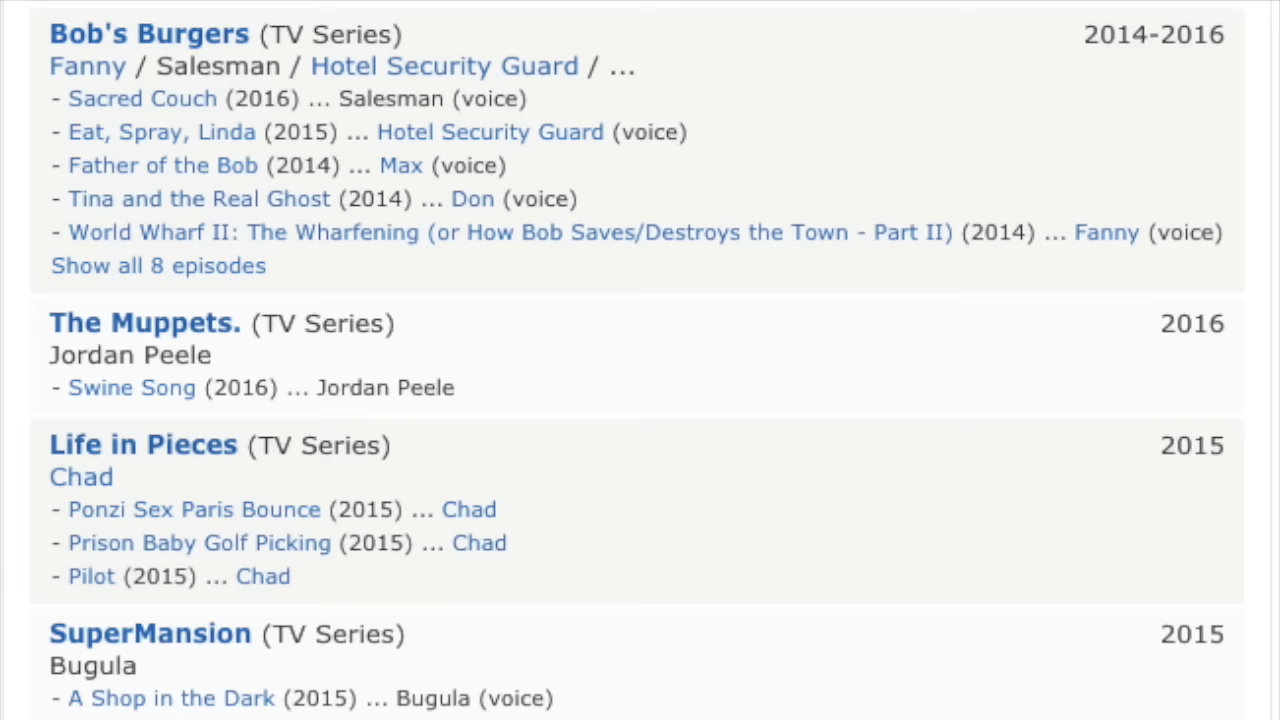 Bob's Burgers (TV Series) 2014-2016
Fanny / Salesman / Hotel Security Guard / ...
- Sacred Couch (2016) ... Salesman (voice)
- Eat, Spray, Linda (2015) ... Hotel Security Guard (voice)
- Father of the Bob (2014) ... Max (voice)
- Tina and the Real Ghost (2014) ... Don (voice)
- World Wharf II: The Wharfening (or How Bob Saves/Destroys the Town - Part II) (2014) ... Fanny (voice)
Show all 8 episodes
The Muppets. (TV Series) 2016
Jordan Peele
- Swine Song (2016) ... Jordan Peele
Life in Pieces (TV Series) 2015
Chad
- Ponzi Sex Paris Bounce (2015) ... Chad
- Prison Baby Golf Picking (2015) ... Chad
- Pilot (2015) ... Chad
SuperMansion (TV Series) 2015
Bugula
- A Shop in the Dark (2015) ... Bugula (voice)